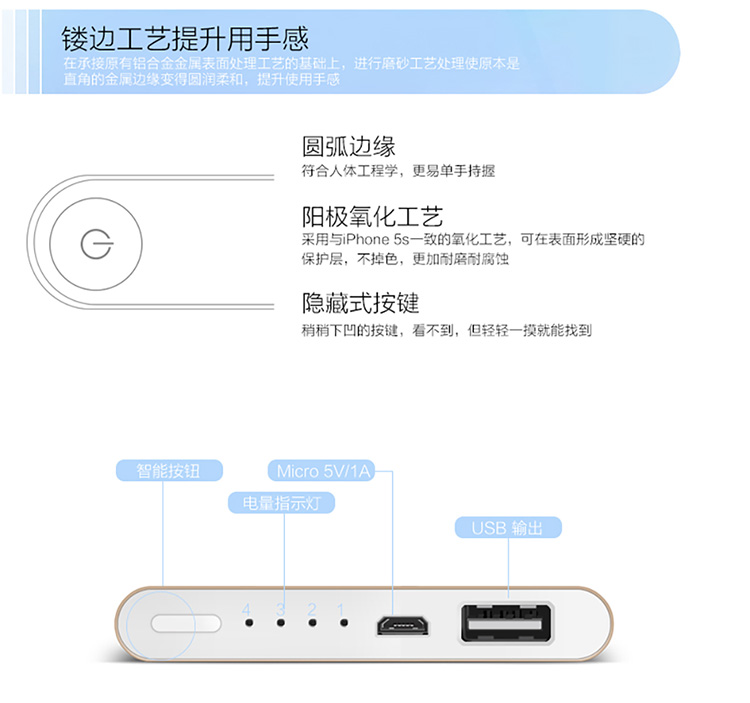 镂边工艺提升用手感
在承接原有铝合金金属表面处理工艺的基础上，进行磨砂工艺处理使原本是
直角的金属边缘变得圆润柔和，提升使用手感
圆弧边缘
符合人体工程学，更易单手持握
阳极氧化工艺
采用与iPhone 5s一致的氧化工艺，可在表面形成坚硬的
保护层，不掉色，更加耐磨耐腐蚀
隐藏式按键
稍稍下凹的按键，看不到，但轻轻一摸就能找到
智能按钮
Micro 5V/1A
电量指示灯
USB 输出
4 3 2 1